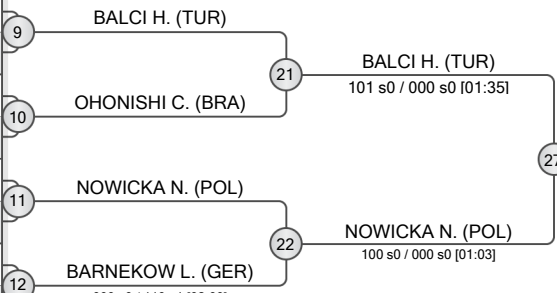 BALCI H. (TUR)
9
21
BALCI H. (TUR)
101 s0 / 000 s0 [01:35]
OHONISHI C. (BRA)
10
27
NOWICKA N. (POL)
11
22
NOWICKA N. (POL)
100 s0 / 000 s0 [01:03]
BARNEKOW L. (GER)
12